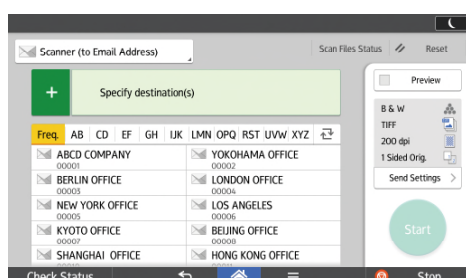 Scanner (to Email Address)
Scan Files Status
Reset
+
Specify destination(s)
Preview
Freq. AB CD EF GH IJK LMN OPQ RST UVW XYZ
B & W
TIFF
200 dpi
1 Sided Orig.
Send Settings >
ABCD COMPANY
00001
YOKOHAMA OFFICE
00002
BERLIN OFFICE
00003
LONDON OFFICE
00004
NEW YORK OFFICE
00005
LOS ANGELES
00006
KYOTO OFFICE
00007
BEIJING OFFICE
00008
SHANGHAI OFFICE
HONG KONG OFFICE
Start
Check Status
Stop